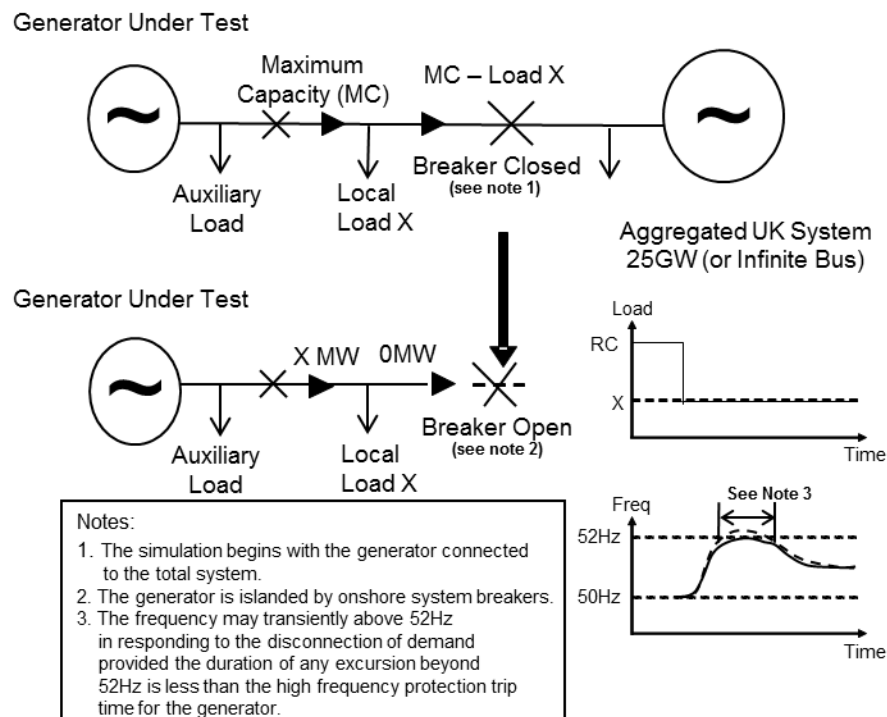 Generator Under Test
Maximum
Capacity (MC)
MC – Load X
~
~
Auxiliary
Load
Local
Load X
Breaker Closed
(see note 1)
Aggregated UK System
25GW (or Infinite Bus)
Generator Under Test
X MW
0MW
~
Auxiliary
Load
Local
Load X
Breaker Open
(see note 2)
Load
RC
X
Time
Freq
See Note 3
52Hz
50Hz
Time
Notes:
1. The simulation begins with the generator connected
to the total system.
2. The generator is islanded by onshore system breakers.
3. The frequency may transiently above 52Hz
in responding to the disconnection of demand
provided the duration of any excursion beyond
52Hz is less than the high frequency protection trip
time for the generator.